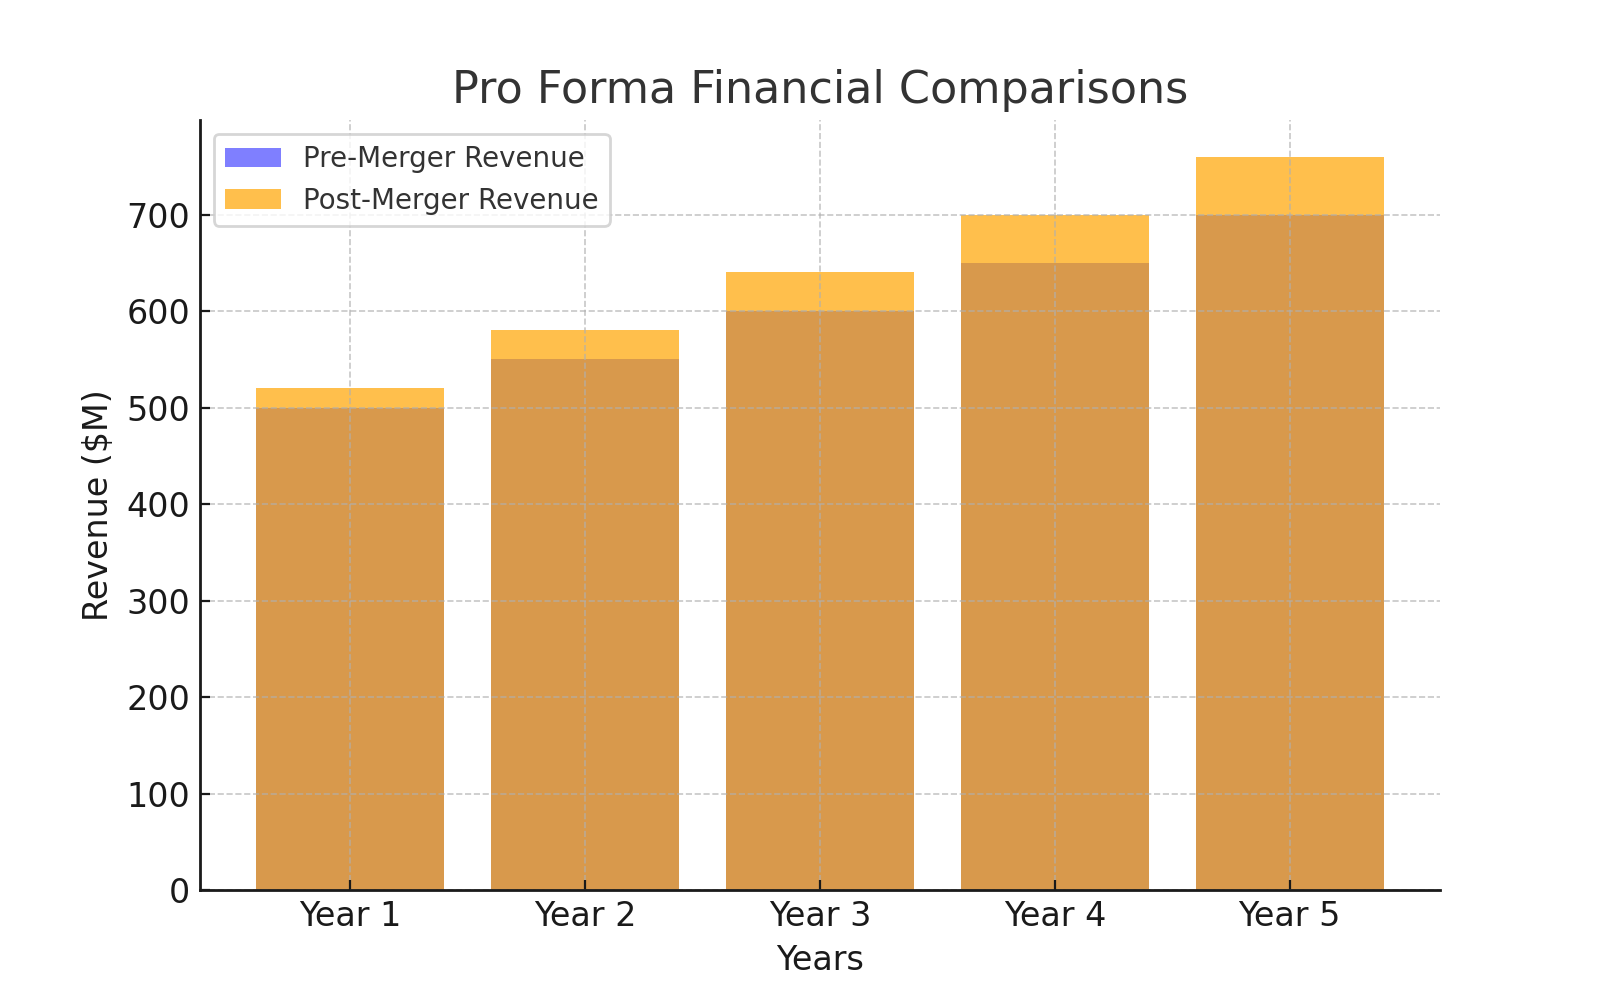 Pro Forma Financial Comparisons
Pre-Merger Revenue
Post-Merger Revenue
700
600
500
400
300
200
100
0
Revenue ($M)
Year 1
Year 2
Year 3
Year 4
Year 5
Years